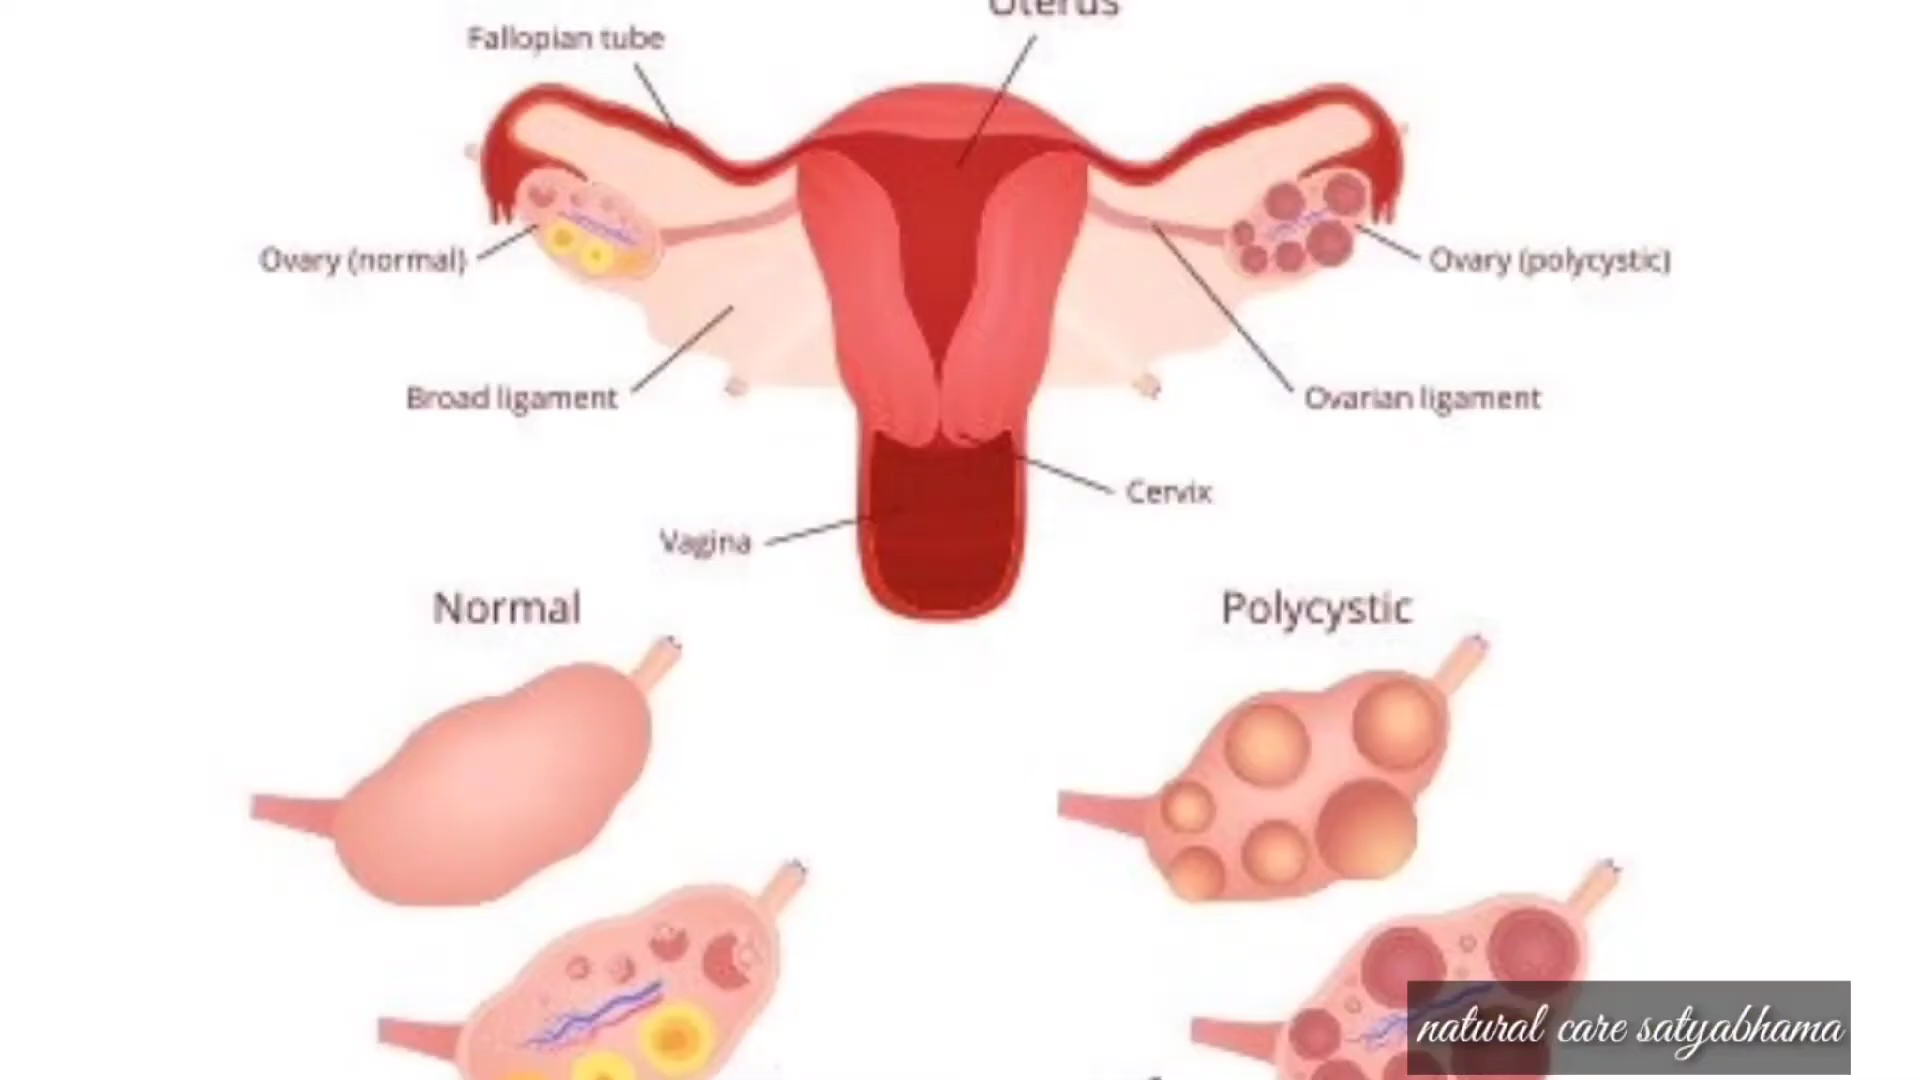 Uterus
Fallopian tube
Ovary (normal)
Ovary (polycystic)
Broad ligament
Ovarian ligament
Cervix
Vagina
Normal
Polycystic
natural care satyabhama